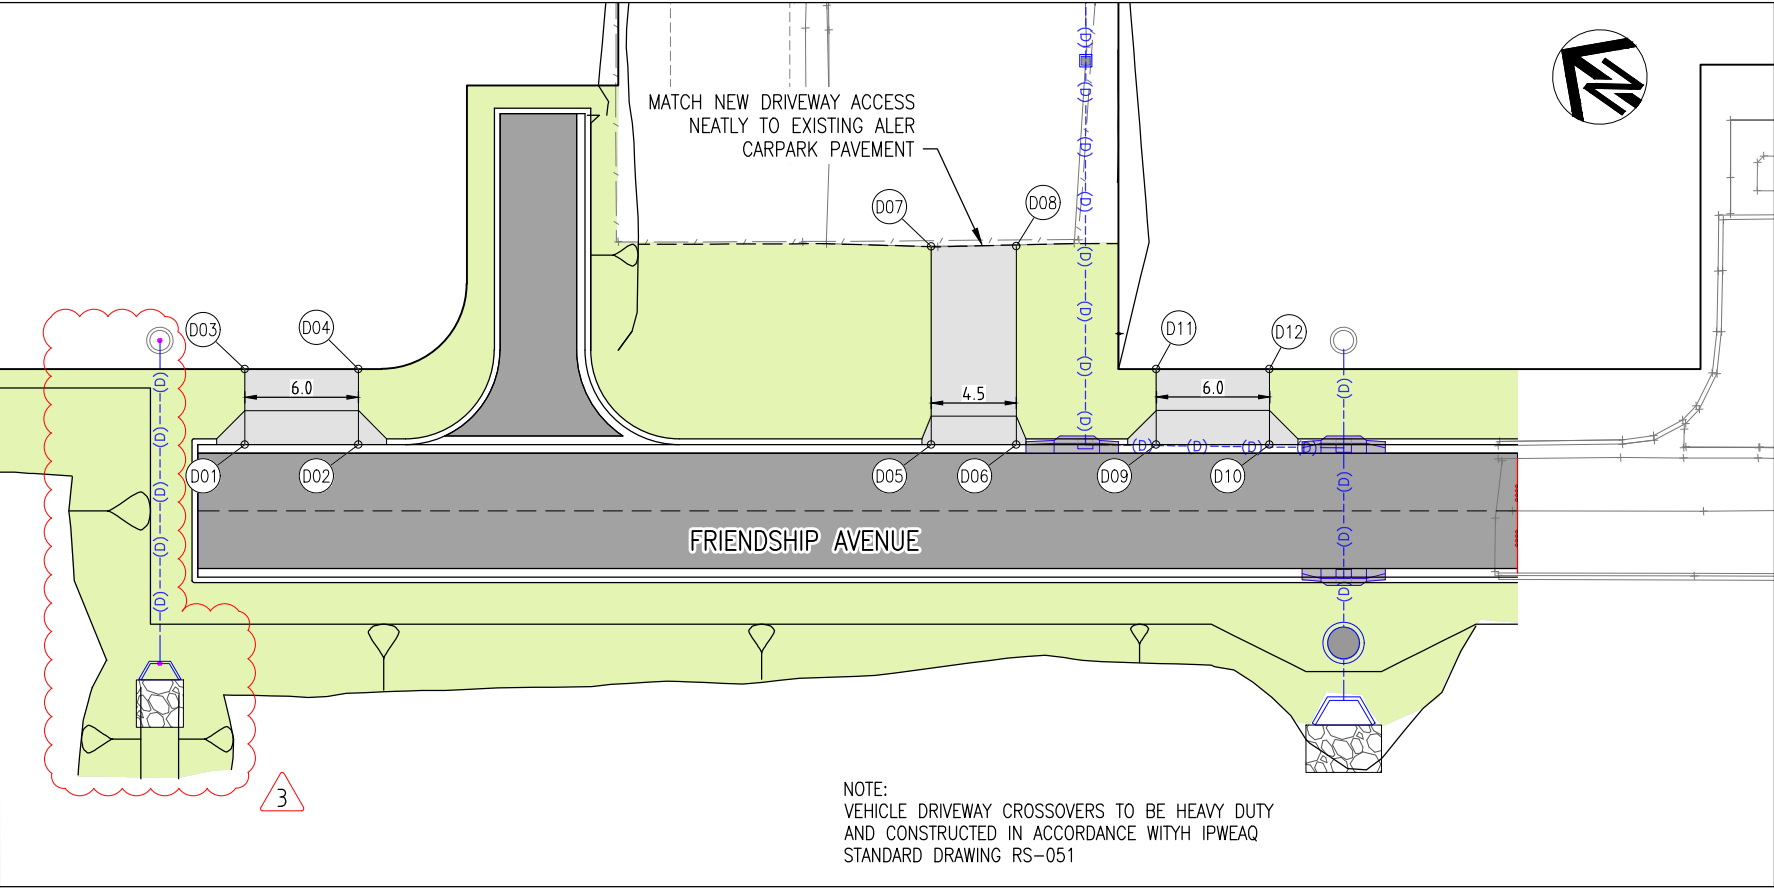 MATCH NEW DRIVEWAY ACCESS
NEATLY TO EXISTING ALER
CARPARK PAVEMENT
N
(D)
(D)
(D)
(D)
(D)
(D)
(D)
(D)
D07
D08
D03
D04
D11
D12
6.0
4.5
6.0
(D)
(D)
(D)
(D)
(D)
(D)
(D)
(D)
(D)
(D)
(D)
(D)
(D)
D01
D02
D05
D06
D09
D10
FRIENDSHIP AVENUE
3
NOTE:
VEHICLE DRIVEWAY CROSSOVERS TO BE HEAVY DUTY
AND CONSTRUCTED IN ACCORDANCE WITYH IPWEAQ
STANDARD DRAWING RS-051